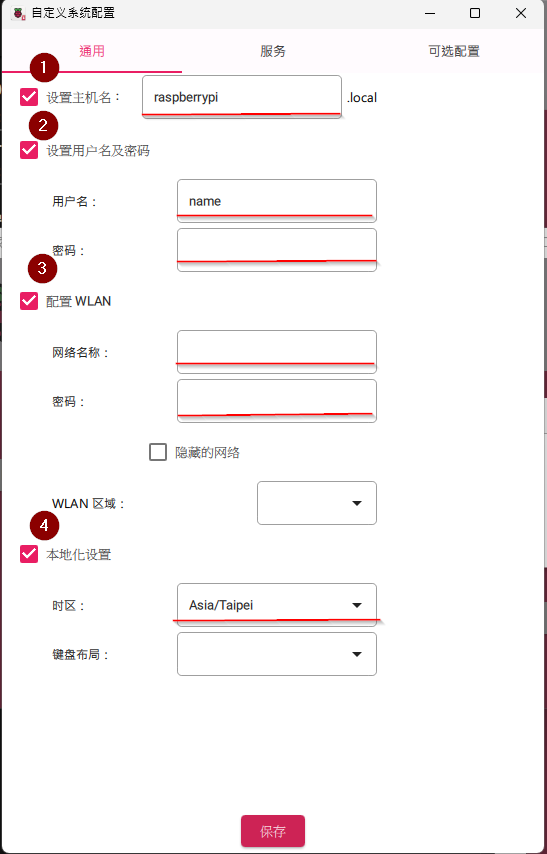 自定义系统配置
通用 服务 可选配置
1
设置主机名： raspberrypi .local
2
设置用户名及密码
用户名： name
密码：
3
配置 WLAN
网络名称：
密码：
隐藏的网络
WLAN 区域：
4
本地化设置
时区： Asia/Taipei
键盘布局：
保存